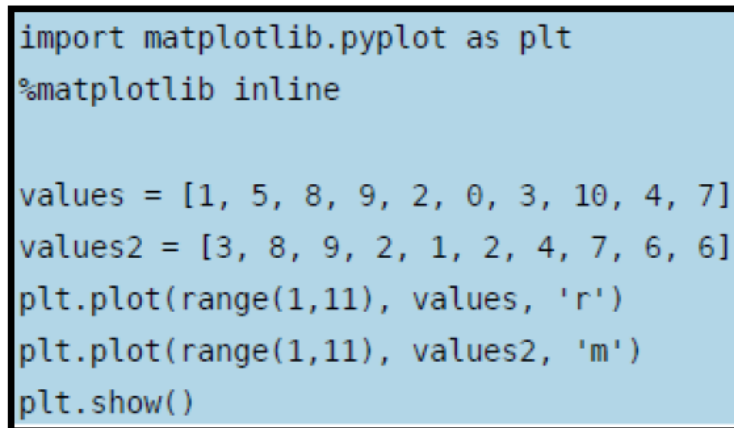 import matplotlib.pyplot as plt
%matplotlib inline
values = [1, 5, 8, 9, 2, 0, 3, 10, 4, 7]
values2 = [3, 8, 9, 2, 1, 2, 4, 7, 6, 6]
plt.plot(range(1,11), values, 'r')
plt.plot(range(1,11), values2, 'm')
plt.show()